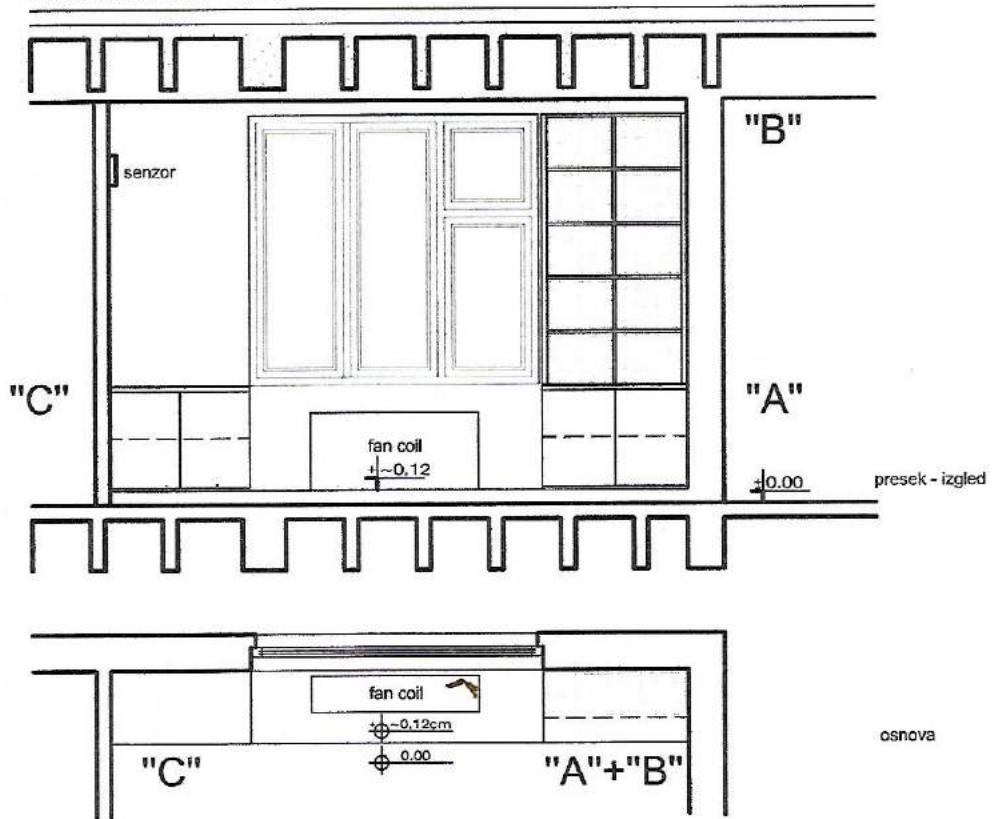 "B"
senzor
"C"
"A"
fan coil
+~0.12
±0.00
presek - izgled
fan coil
+~0,12cm
0.00
osnova
"C"
"A"+"B"